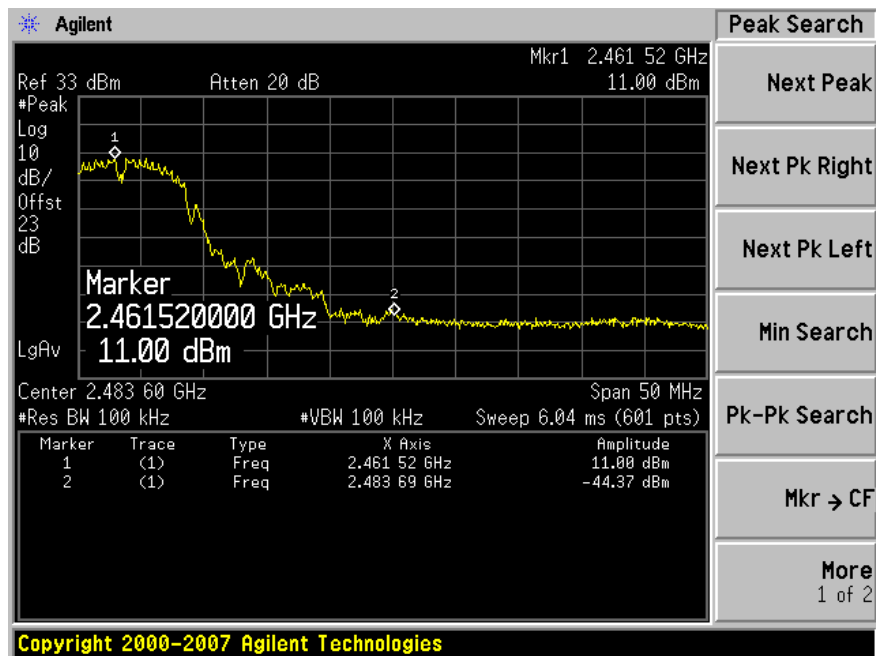 Agilent
Peak Search
Mkr1 2.461 52 GHz
Ref 33 dBm Atten 20 dB 11.00 dBm
#Peak
Log
10
dB/
Offst
23
dB
1
2
Marker
2.461520000 GHz
11.00 dBm
LgAv
Center 2.483 60 GHz Span 50 MHz
#Res BW 100 kHz #VBW 100 kHz Sweep 6.04 ms (601 pts)
Marker Trace Type X Axis Amplitude
1 (1) Freq 2.461 52 GHz 11.00 dBm
2 (1) Freq 2.483 69 GHz -44.37 dBm
Next Peak
Next Pk Right
Next Pk Left
Min Search
Pk-Pk Search
Mkr → CF
More
1 of 2
Copyright 2000-2007 Agilent Technologies